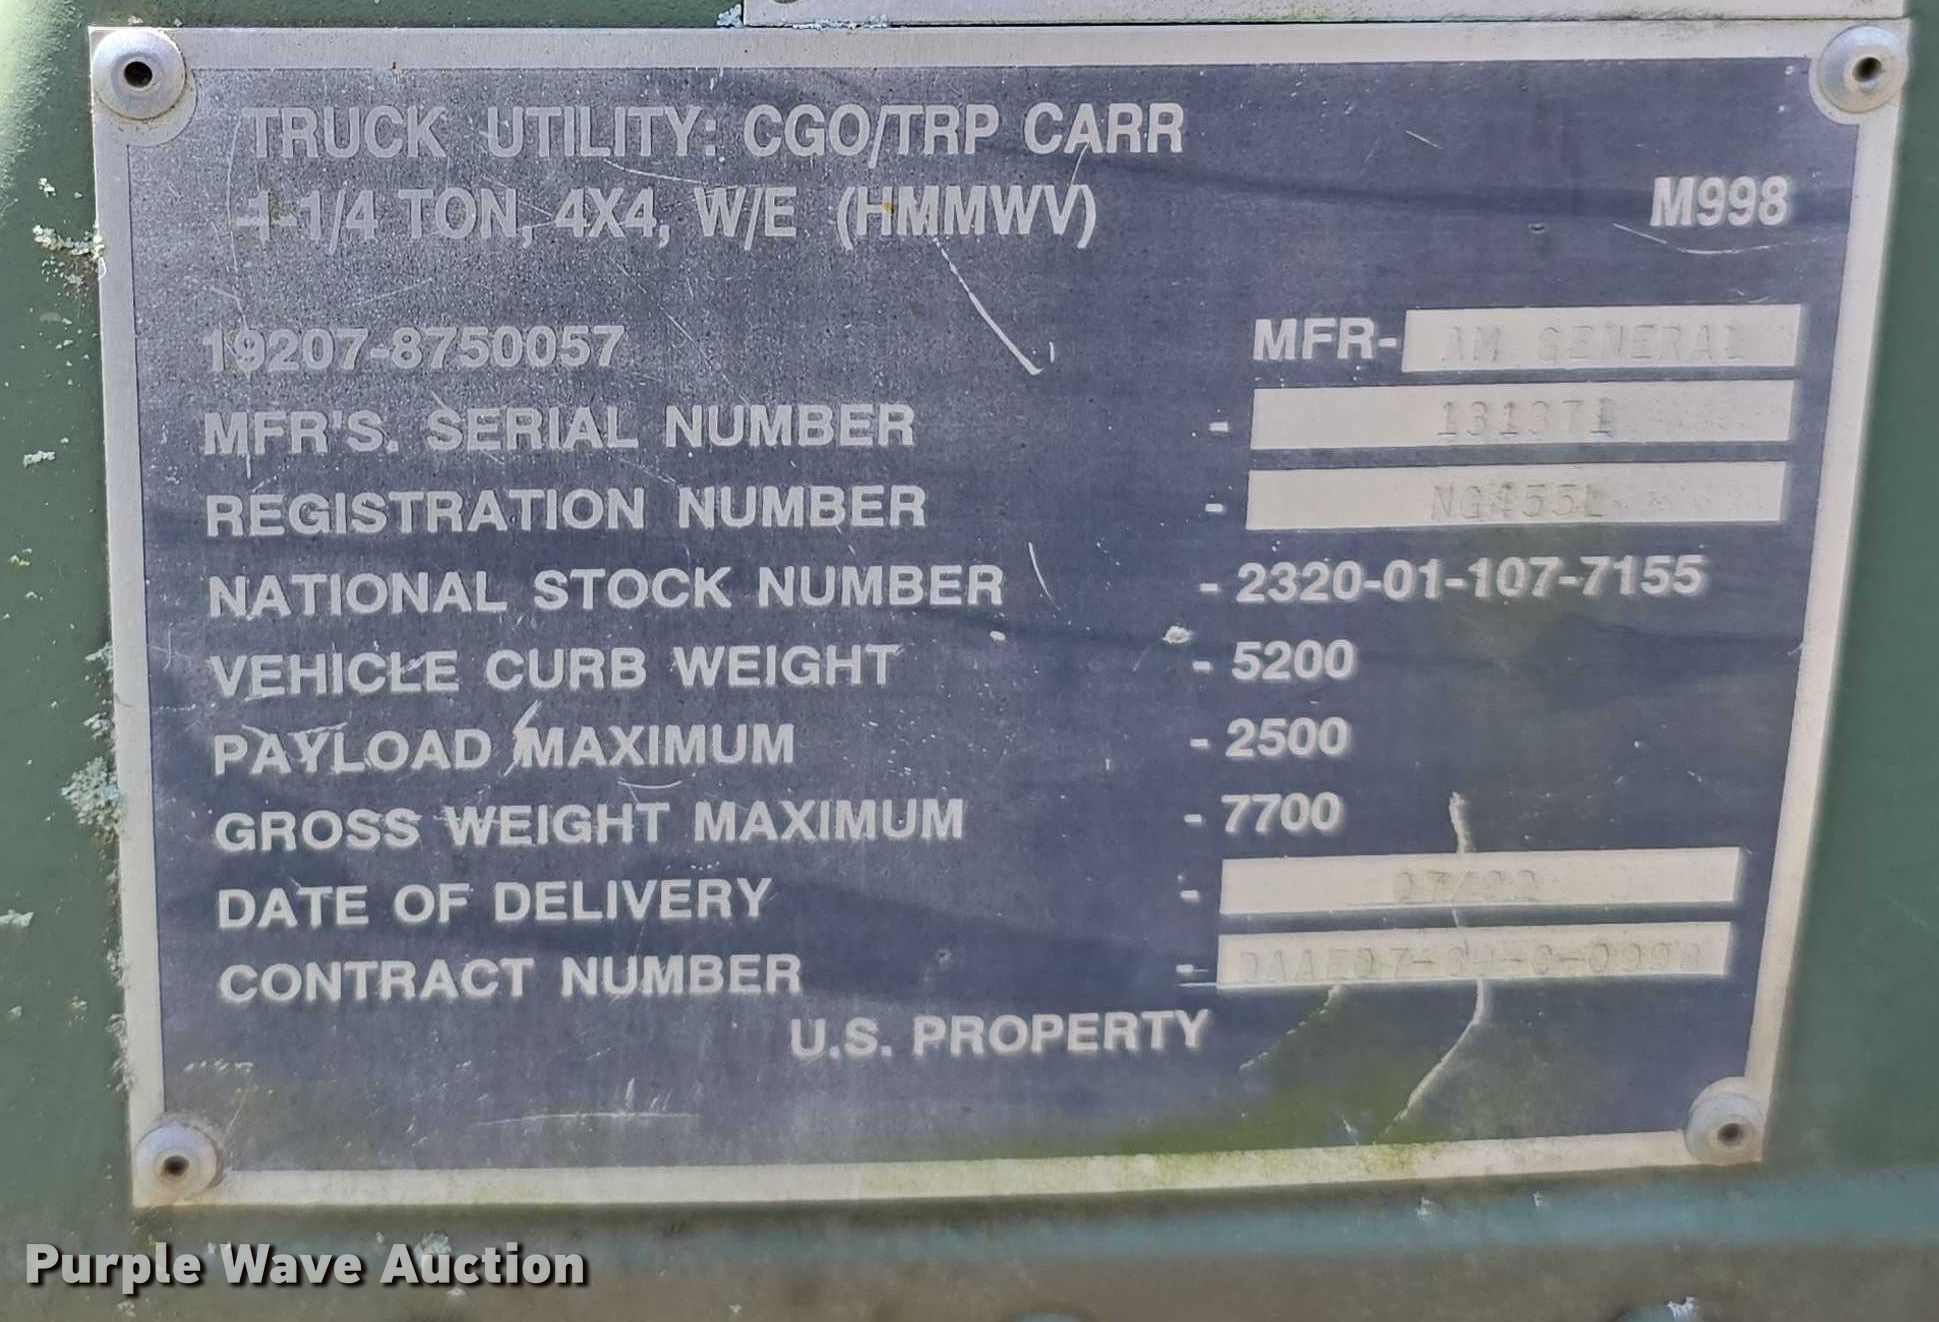 TRUCK UTILITY: CGO/TRP CARR
1-1/4 TON, 4X4, W/E (HMMWV) M998
19207-8750057 MFR- AM GENERAL
MFR'S. SERIAL NUMBER - 131371
REGISTRATION NUMBER - NG455L
NATIONAL STOCK NUMBER - 2320-01-107-7155
VEHICLE CURB WEIGHT - 5200
PAYLOAD MAXIMUM - 2500
GROSS WEIGHT MAXIMUM - 7700
DATE OF DELIVERY -
CONTRACT NUMBER -
U.S. PROPERTY
Purple Wave Auction